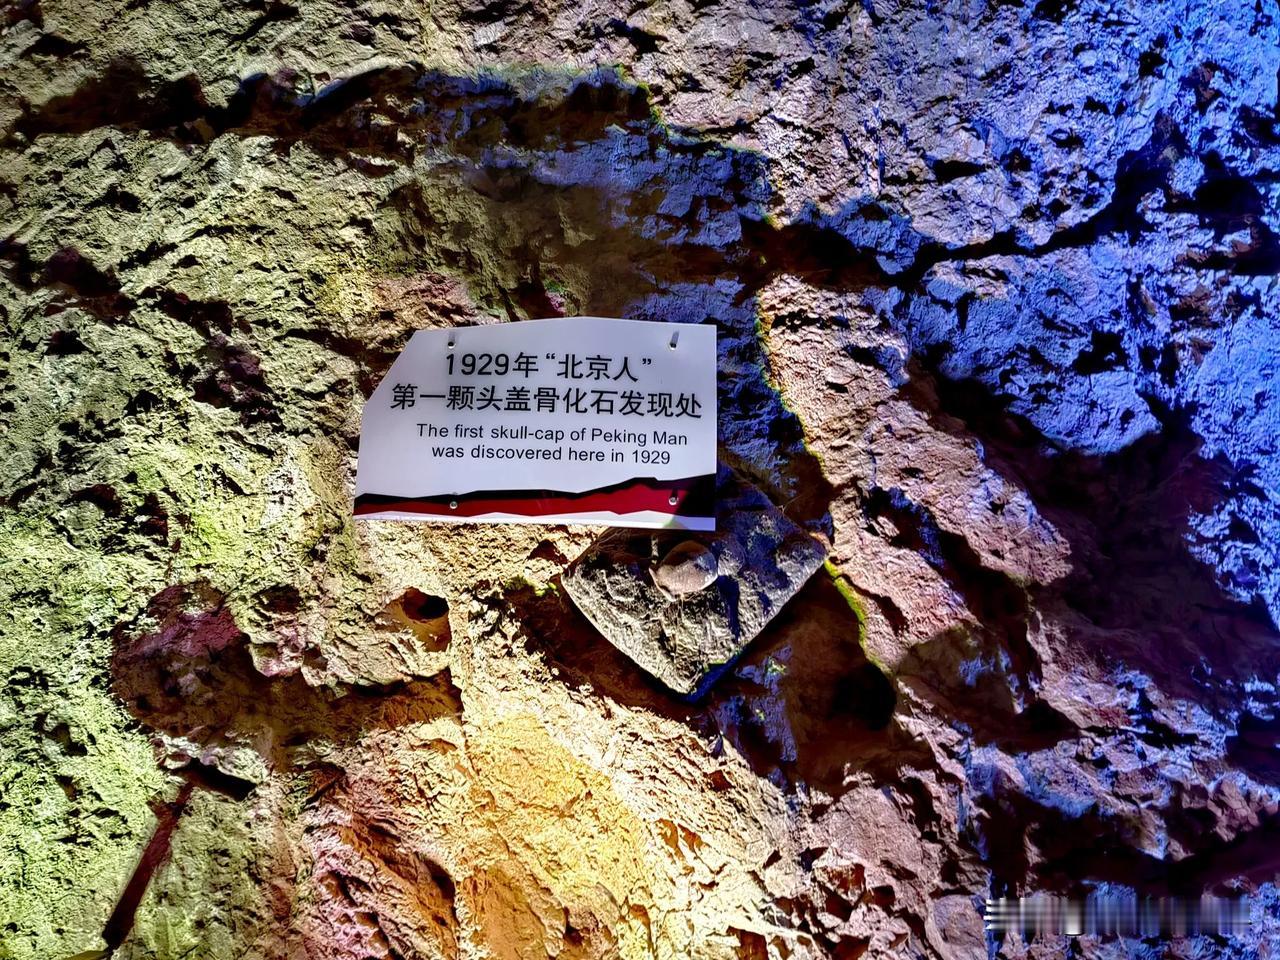 1929年“北京人”
第一颗头盖骨化石发现处
The first skull-cap of Peking Man
was discovered here in 1929